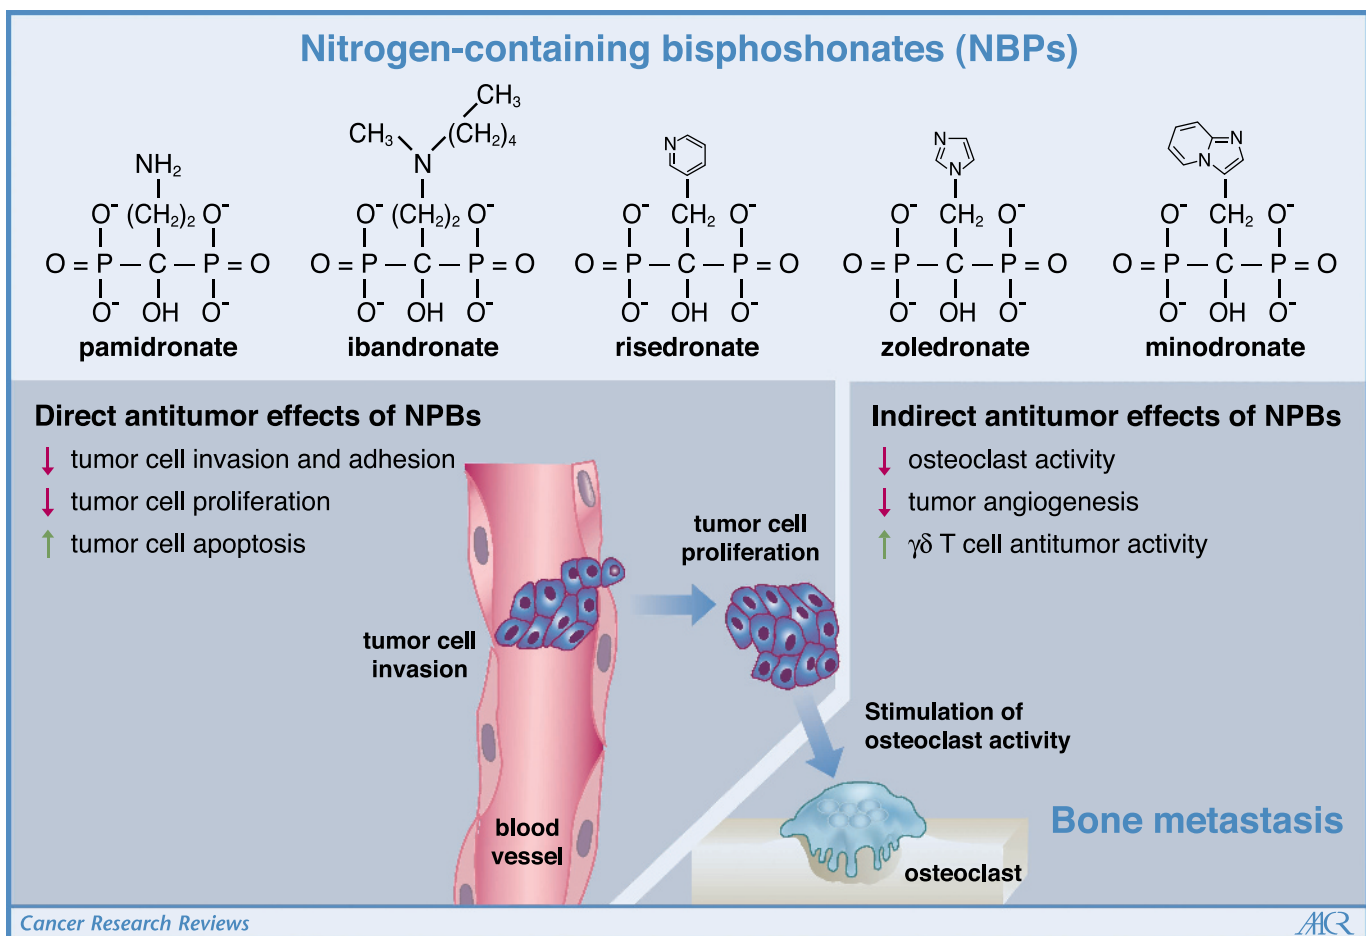 Nitrogen-containing bisphoshonates (NBPs)
NH₂
O⁻ (CH₂)₂ O⁻
O = P – C – P = O
O⁻ OH O⁻
pamidronate
CH₃
CH₃ (CH₂)₄
N
O⁻ (CH₂)₂ O⁻
O = P – C – P = O
O⁻ OH O⁻
ibandronate
N
O⁻ CH₂ O⁻
O = P – C – P = O
O⁻ OH O⁻
risedronate
N
N
O⁻ CH₂ O⁻
O = P – C – P = O
O⁻ OH O⁻
zoledronate
N
N
O⁻ CH₂ O⁻
O = P – C – P = O
O⁻ OH O⁻
minodronate
Direct antitumor effects of NPBs
↓ tumor cell invasion and adhesion
↓ tumor cell proliferation
↑ tumor cell apoptosis
Indirect antitumor effects of NPBs
↓ osteoclast activity
↓ tumor angiogenesis
↑ γδ T cell antitumor activity
tumor cell
invasion
tumor cell
proliferation
Stimulation of
osteoclast activity
blood
vessel
osteoclast
Bone metastasis
Cancer Research Reviews
AACR